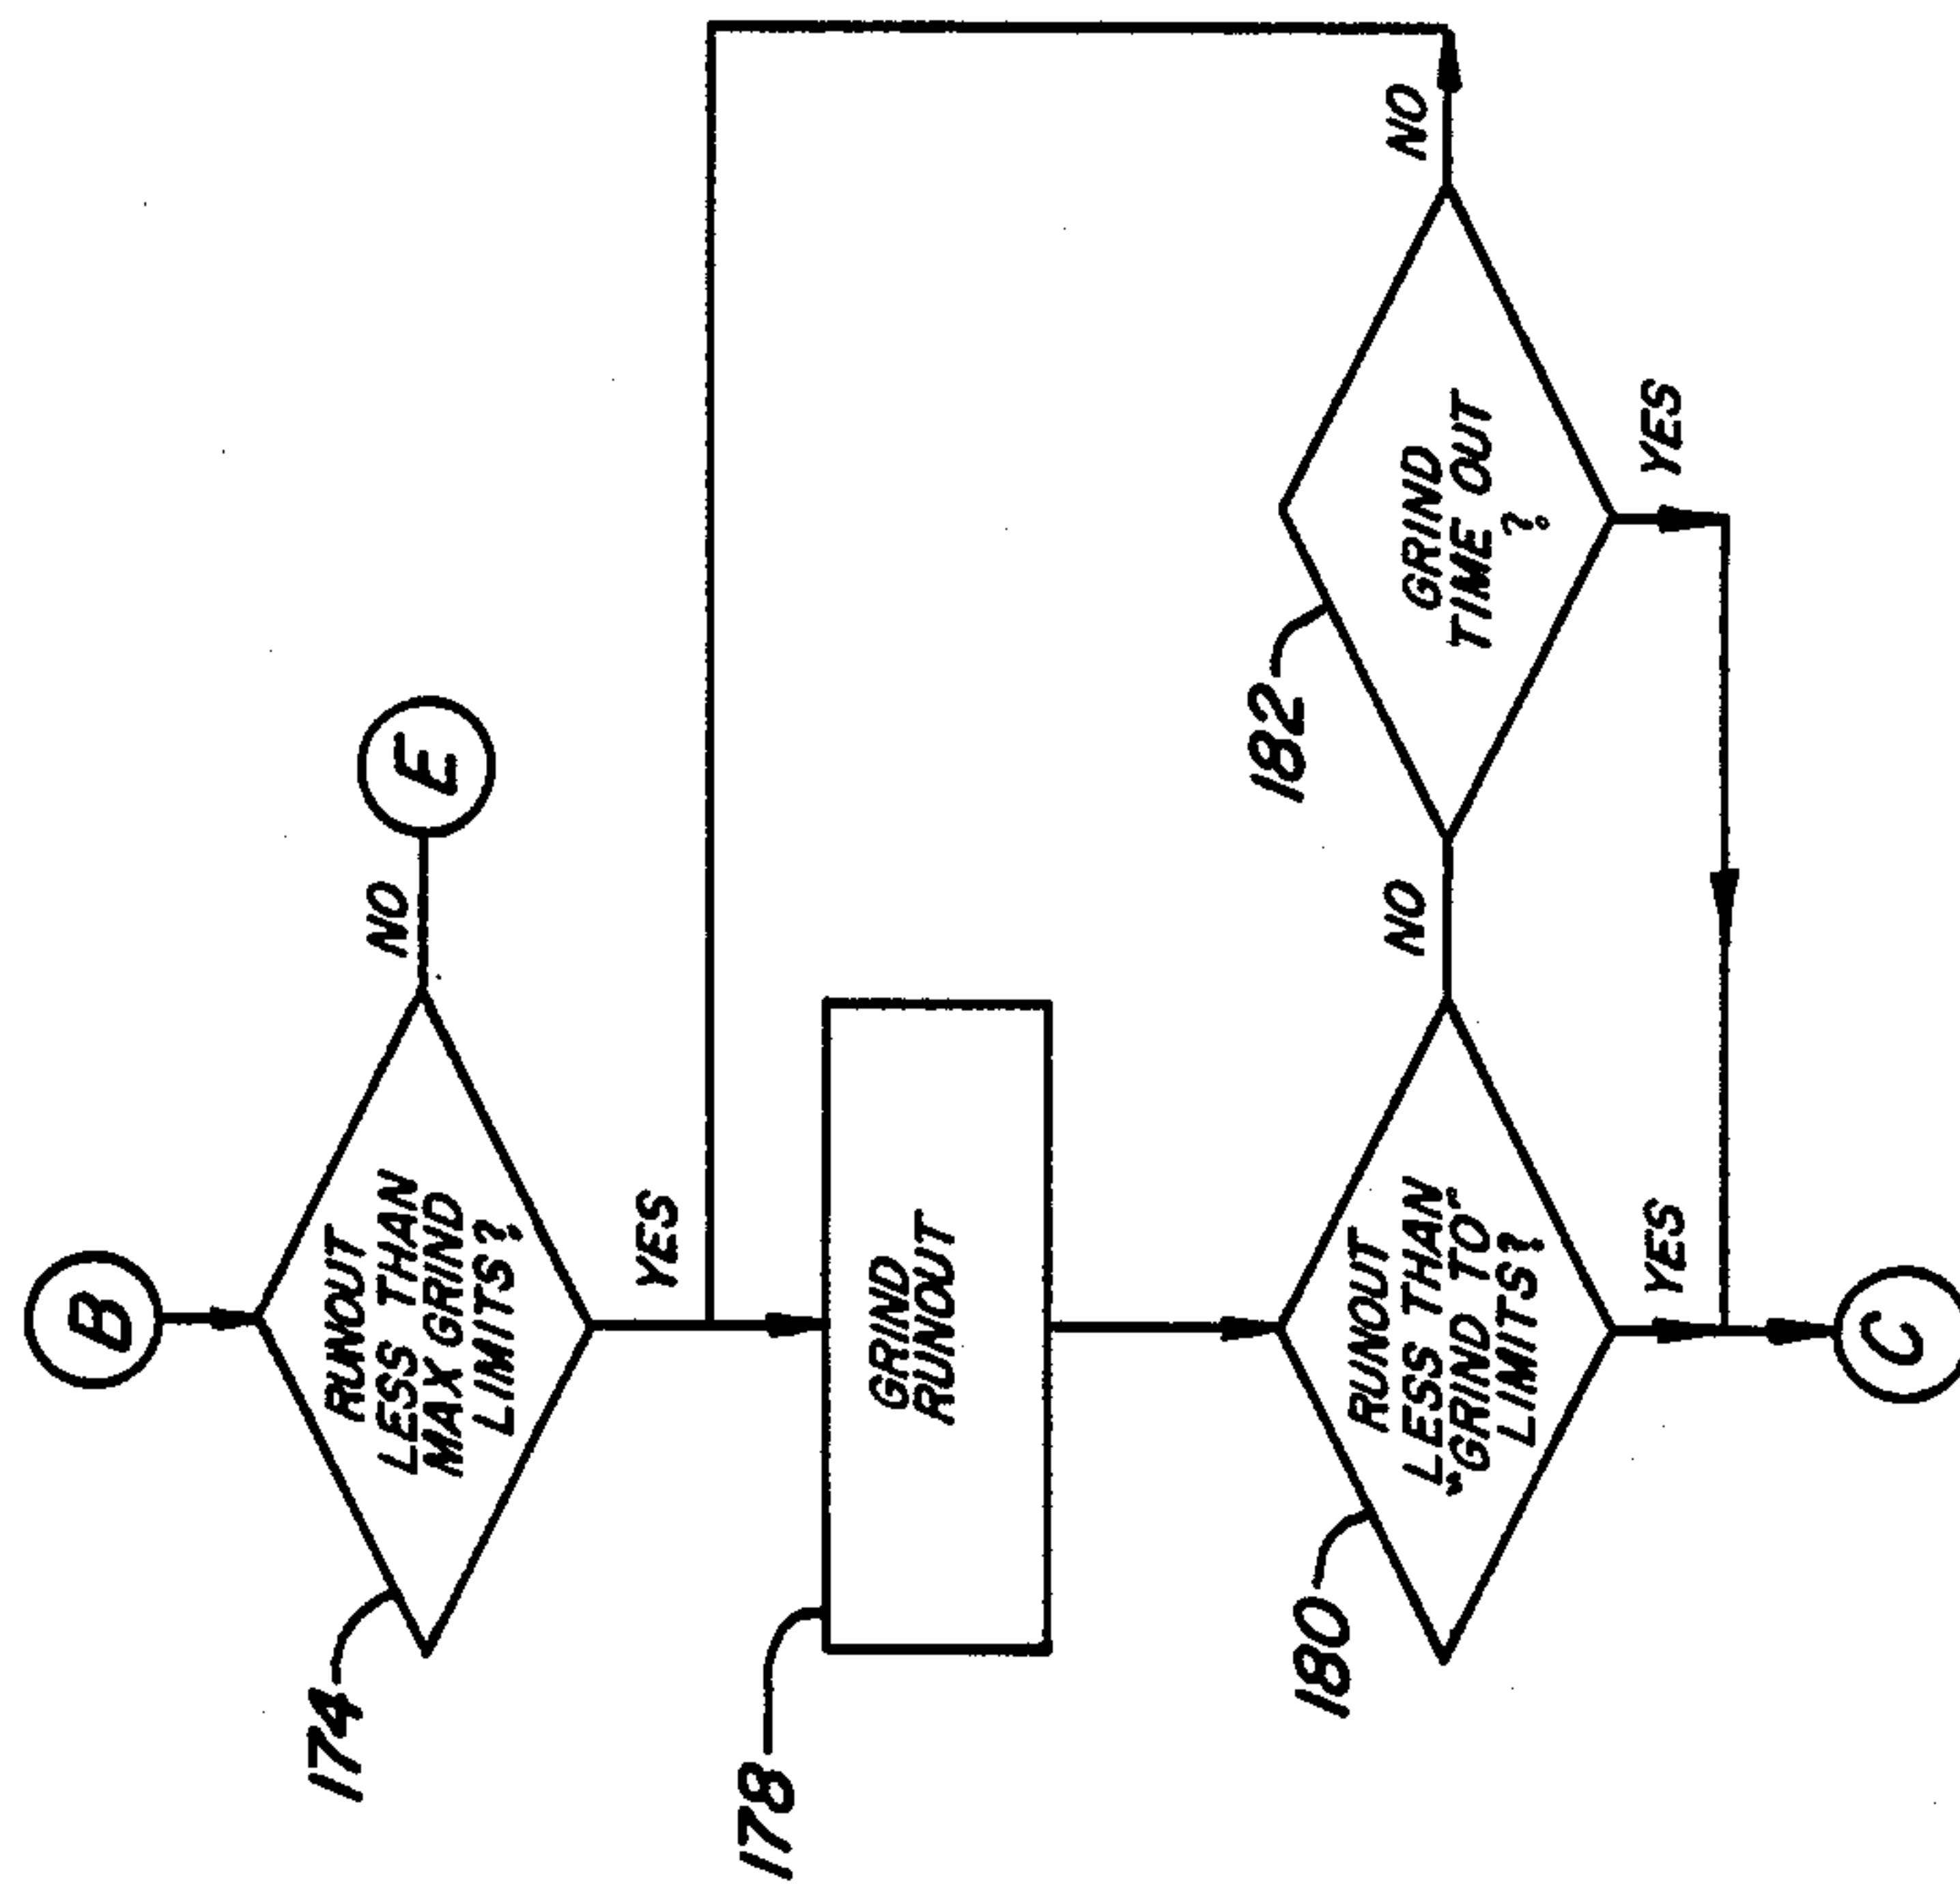 B
174
RUNOUT
LESS THAN
MAX GRIND
LIMITS?
NO
E
YES
178
GRIND
RUNOUT
180
RUNOUT
LESS THAN
"GRIND TO"
LIMITS?
NO
182
GRIND
TIME OUT
?
NO
YES
YES
C